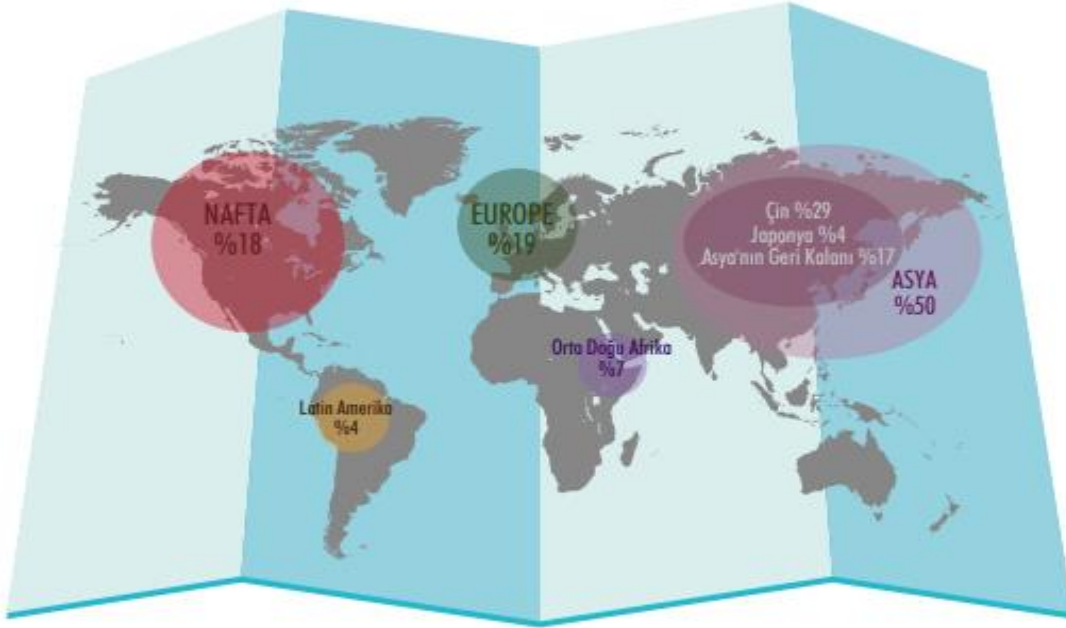 NAFTA
%18
EUROPE
%19
Çin %29
Japonya %4
Asya'nın Geri Kalanı %17
ASYA
%50
Orta Doğu Afrika
%7
Latin Amerika
%4